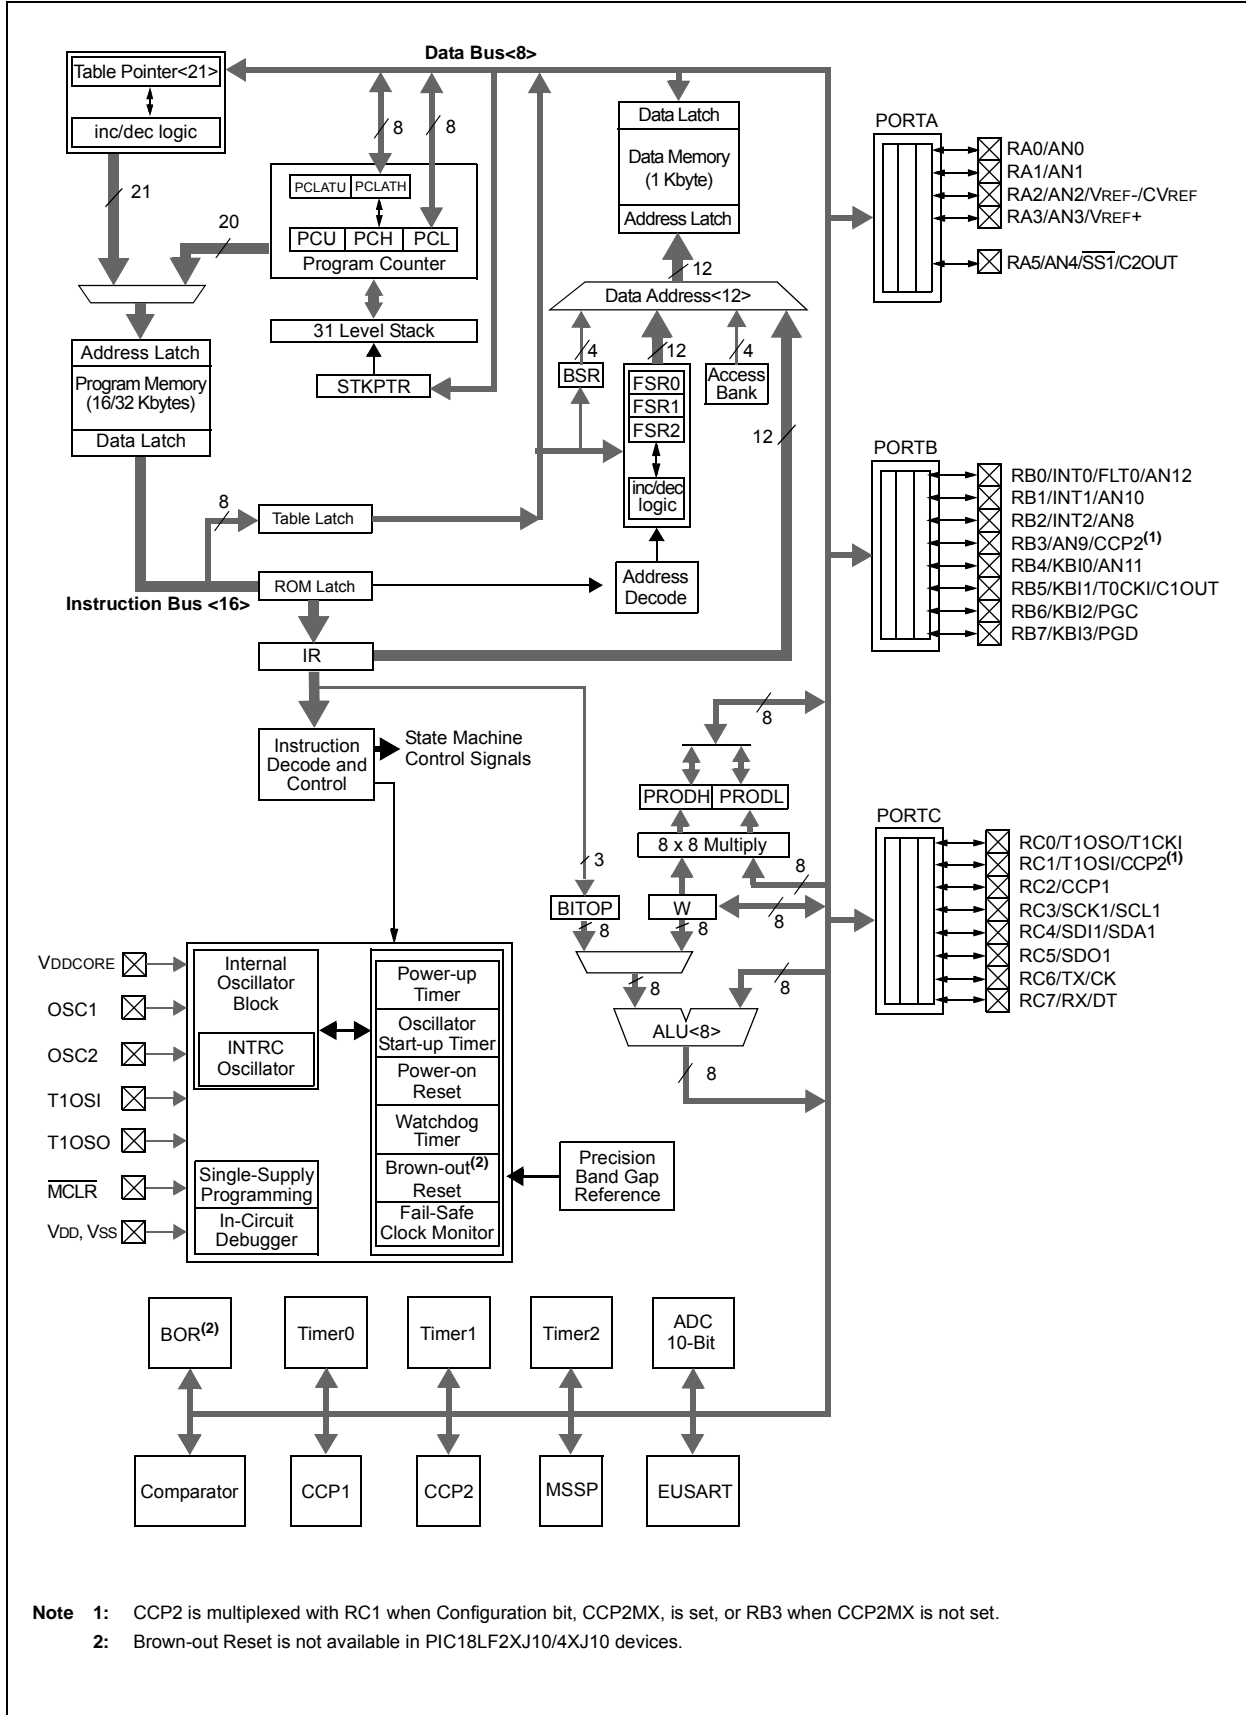 Data Bus<8>
Table Pointer<21>
inc/dec logic
21
20
8
8
PCLATU PCLATH
PCU PCH PCL
Program Counter
31 Level Stack
STKPTR
Data Latch
Data Memory
(1 Kbyte)
Address Latch
12
Data Address<12>
4
12
4
BSR
FSR0
FSR1
FSR2
inc/dec
logic
Access
Bank
12
Address Latch
Program Memory
(16/32 Kbytes)
Data Latch
8
Table Latch
ROM Latch
Instruction Bus <16>
Address
Decode
IR
Instruction
Decode and
Control
State Machine
Control Signals
8
PRODH PRODL
8 x 8 Multiply
3
8
BITOP
W
8
8
8
8
8
ALU<8>
8
PORTA
RA0/AN0
RA1/AN1
RA2/AN2/VREF-/CVREF
RA3/AN3/VREF+
RA5/AN4/SS1/C2OUT
PORTB
RB0/INT0/FLT0/AN12
RB1/INT1/AN10
RB2/INT2/AN8
RB3/AN9/CCP2(1)
RB4/KBI0/AN11
RB5/KBI1/T0CKI/C1OUT
RB6/KBI2/PGC
RB7/KBI3/PGD
PORTC
RC0/T1OSO/T1CKI
RC1/T1OSI/CCP2(1)
RC2/CCP1
RC3/SCK1/SCL1
RC4/SDI1/SDA1
RC5/SDO1
RC6/TX/CK
RC7/RX/DT
VDDCORE
OSC1
OSC2
T1OSI
T1OSO
MCLR
VDD, VSS
Internal
Oscillator
Block
INTRC
Oscillator
Single-Supply
Programming
In-Circuit
Debugger
Power-up
Timer
Oscillator
Start-up Timer
Power-on
Reset
Watchdog
Timer
Brown-out(2)
Reset
Fail-Safe
Clock Monitor
Precision
Band Gap
Reference
BOR(2)
Timer0
Timer1
Timer2
ADC
10-Bit
Comparator
CCP1
CCP2
MSSP
EUSART
Note 1: CCP2 is multiplexed with RC1 when Configuration bit, CCP2MX, is set, or RB3 when CCP2MX is not set.
2: Brown-out Reset is not available in PIC18LF2XJ10/4XJ10 devices.